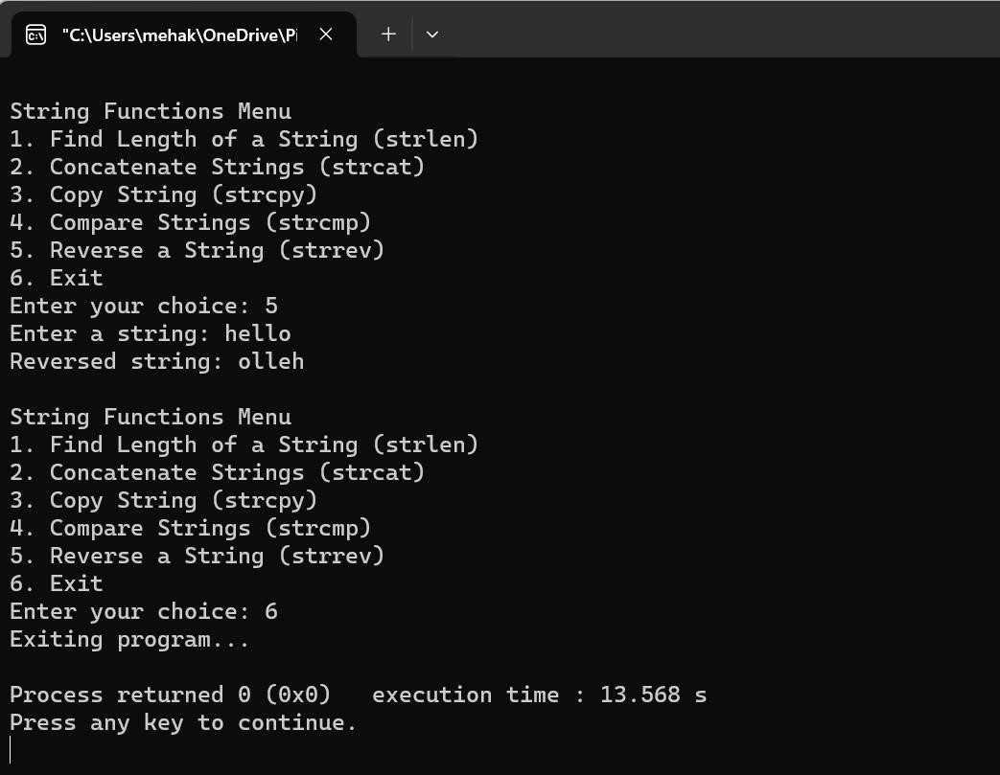 "C:\Users\mehak\OneDrive\Pi
String Functions Menu
1. Find Length of a String (strlen)
2. Concatenate Strings (strcat)
3. Copy String (strcpy)
4. Compare Strings (strcmp)
5. Reverse a String (strrev)
6. Exit
Enter your choice: 5
Enter a string: hello
Reversed string: olleh
String Functions Menu
1. Find Length of a String (strlen)
2. Concatenate Strings (strcat)
3. Copy String (strcpy)
4. Compare Strings (strcmp)
5. Reverse a String (strrev)
6. Exit
Enter your choice: 6
Exiting program...
Process returned 0 (0x0)   execution time : 13.568 s
Press any key to continue.